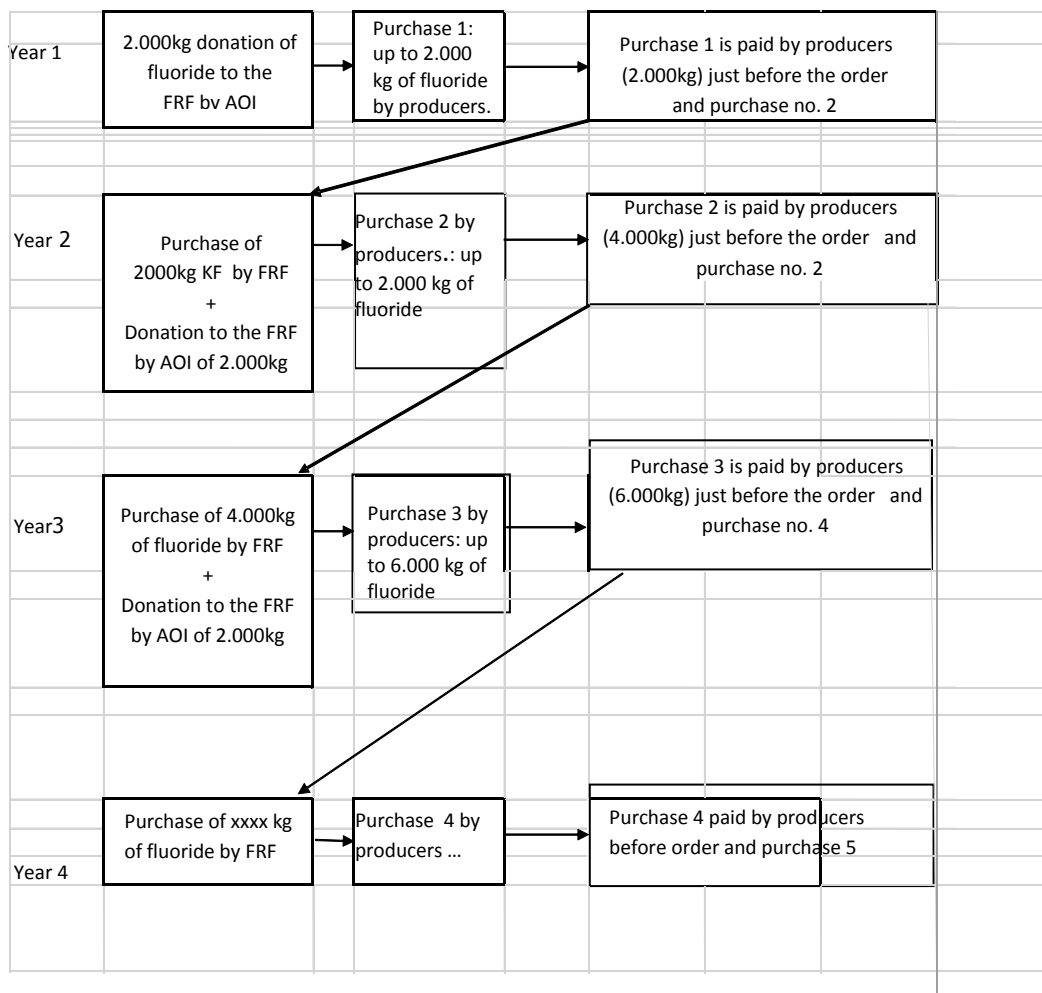 Year 1
2.000kg donation of
fluoride to the
FRF by AOI
Purchase 1:
up to 2.000
kg of fluoride
by producers.
Purchase 1 is paid by producers
(2.000kg) just before the order
and purchase no. 2
Year 2
Purchase of
2000kg KF by FRF
+
Donation to the FRF
by AOI of 2.000kg
Purchase 2 by
producers.: up
to 2.000 kg of
fluoride
Purchase 2 is paid by producers
(4.000kg) just before the order and
purchase no. 2
Year3
Purchase of 4.000kg
of fluoride by FRF
+
Donation to the FRF
by AOI of 2.000kg
Purchase 3 by
producers: up
to 6.000 kg of
fluoride
Purchase 3 is paid by producers
(6.000kg) just before the order and
purchase no. 4
Year 4
Purchase of xxxx kg
of fluoride by FRF
Purchase 4 by
producers ...
Purchase 4 paid by producers
before order and purchase 5